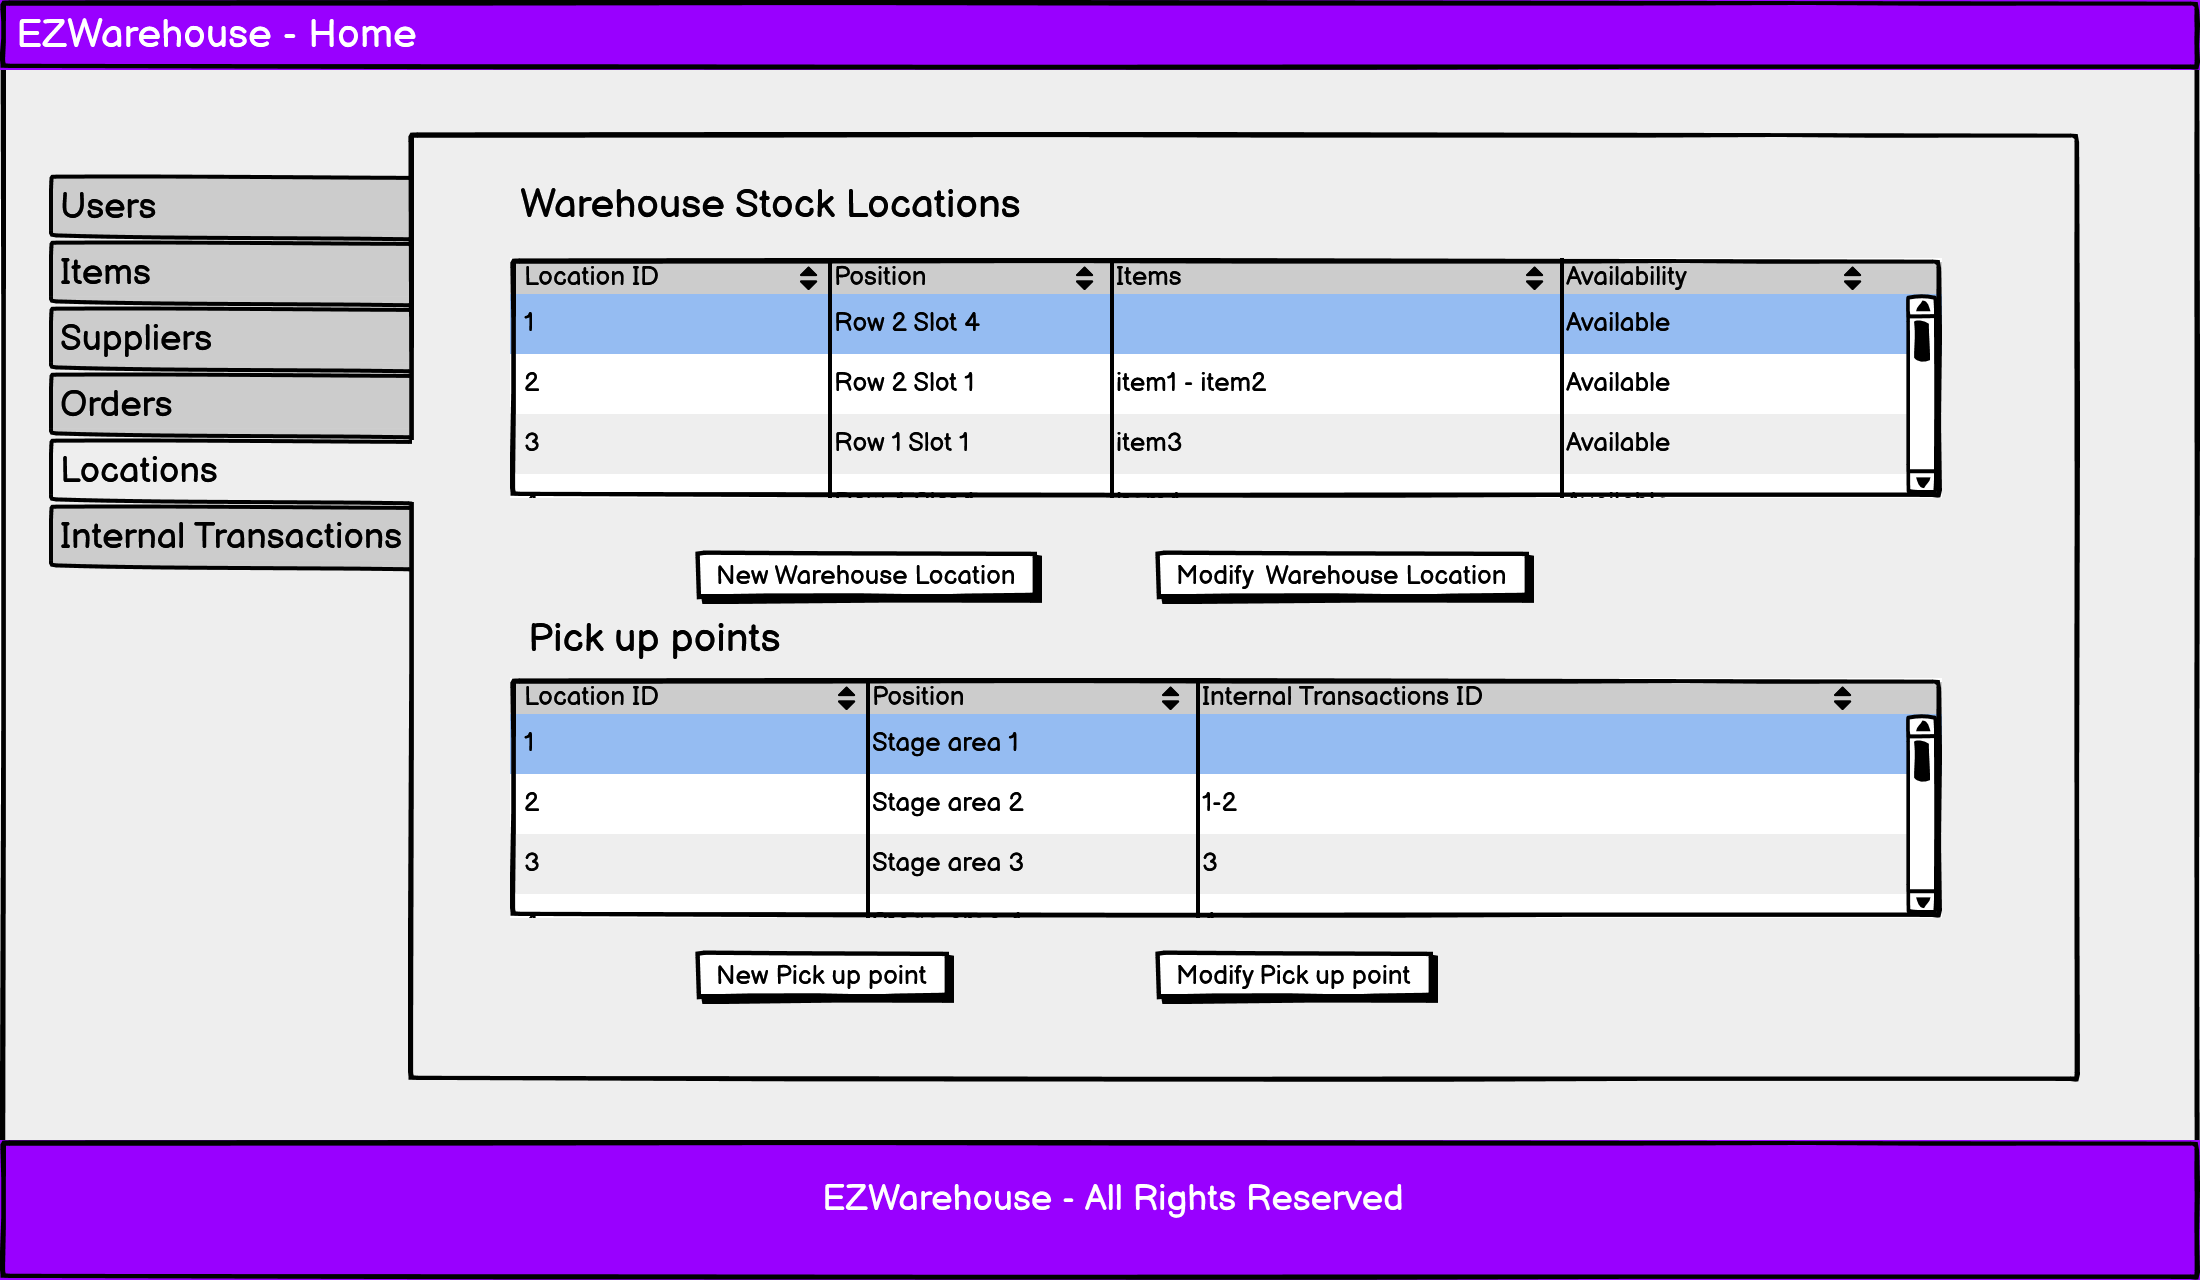 EZWarehouse - Home
Users
Items
Suppliers
Orders
Locations
Internal Transactions
Warehouse Stock Locations
Location ID Position Items Availability
1 Row 2 Slot 4 Available
2 Row 2 Slot 1 item1 - item2 Available
3 Row 1 Slot 1 item3 Available
New Warehouse Location Modify Warehouse Location
Pick up points
Location ID Position Internal Transactions ID
1 Stage area 1
2 Stage area 2 1-2
3 Stage area 3 3
New Pick up point Modify Pick up point
EZWarehouse - All Rights Reserved